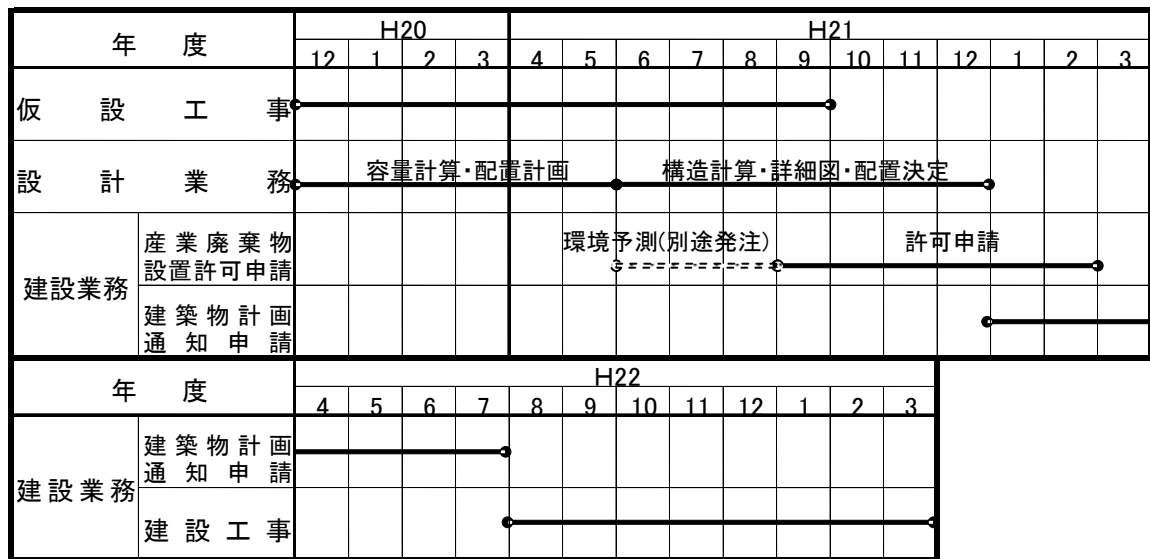 年 度 H20 H21
12 1 2 3 4 5 6 7 8 9 10 11 12 1 2 3
仮設工事
設計業務 容量計算・配置計画 構造計算・詳細図・配置決定
建設業務
産業廃棄物 環境予測(別途発注) 許可申請
設置許可申請
建築物計画
通知申請
年 度 H22
4 5 6 7 8 9 10 11 12 1 2 3
建設業務
建築物計画
通知申請
建設工事